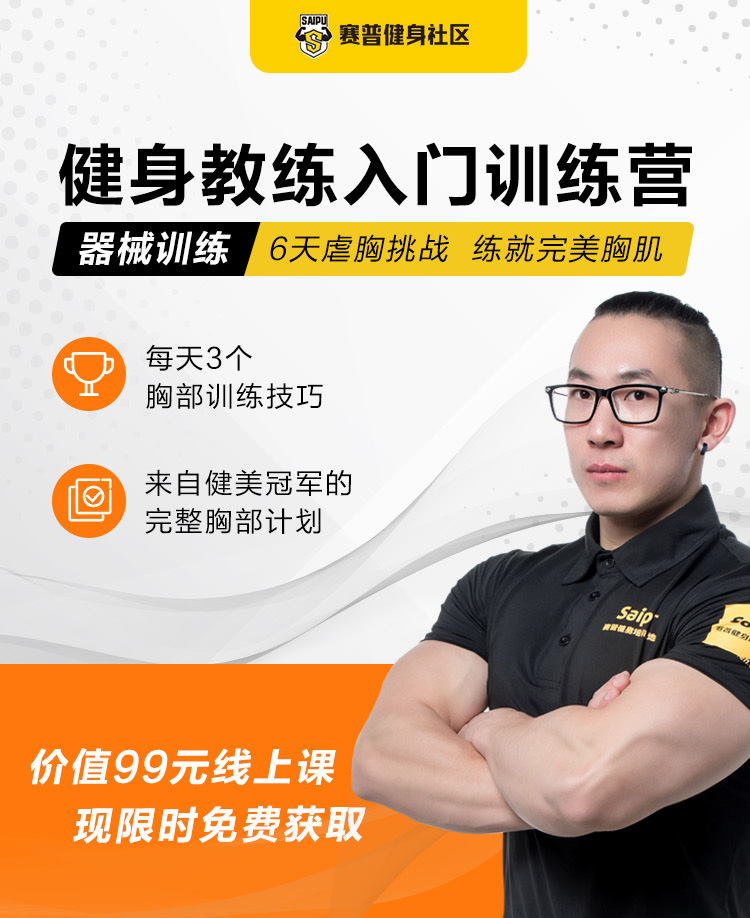 SAIPU
S
赛普健身社区
健身教练入门训练营
器械训练 6天虐胸挑战 练就完美胸肌
每天3个
胸部训练技巧
来自健美冠军的
完整胸部计划
Saip
价值99元线上课
现限时免费获取